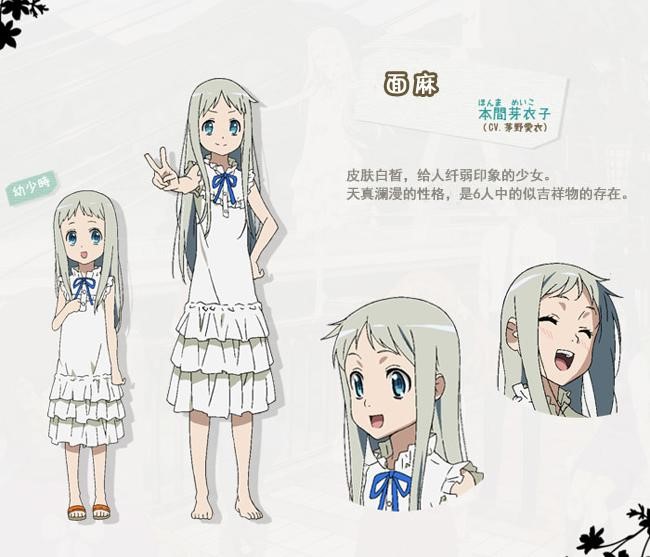 面麻
ほんま めいこ
本間芽衣子
(CV.茅野愛衣)
幼少時
皮肤白皙，给人纤弱印象的少女。
天真瀾漫的性格，是6人中的似吉祥物的存在。